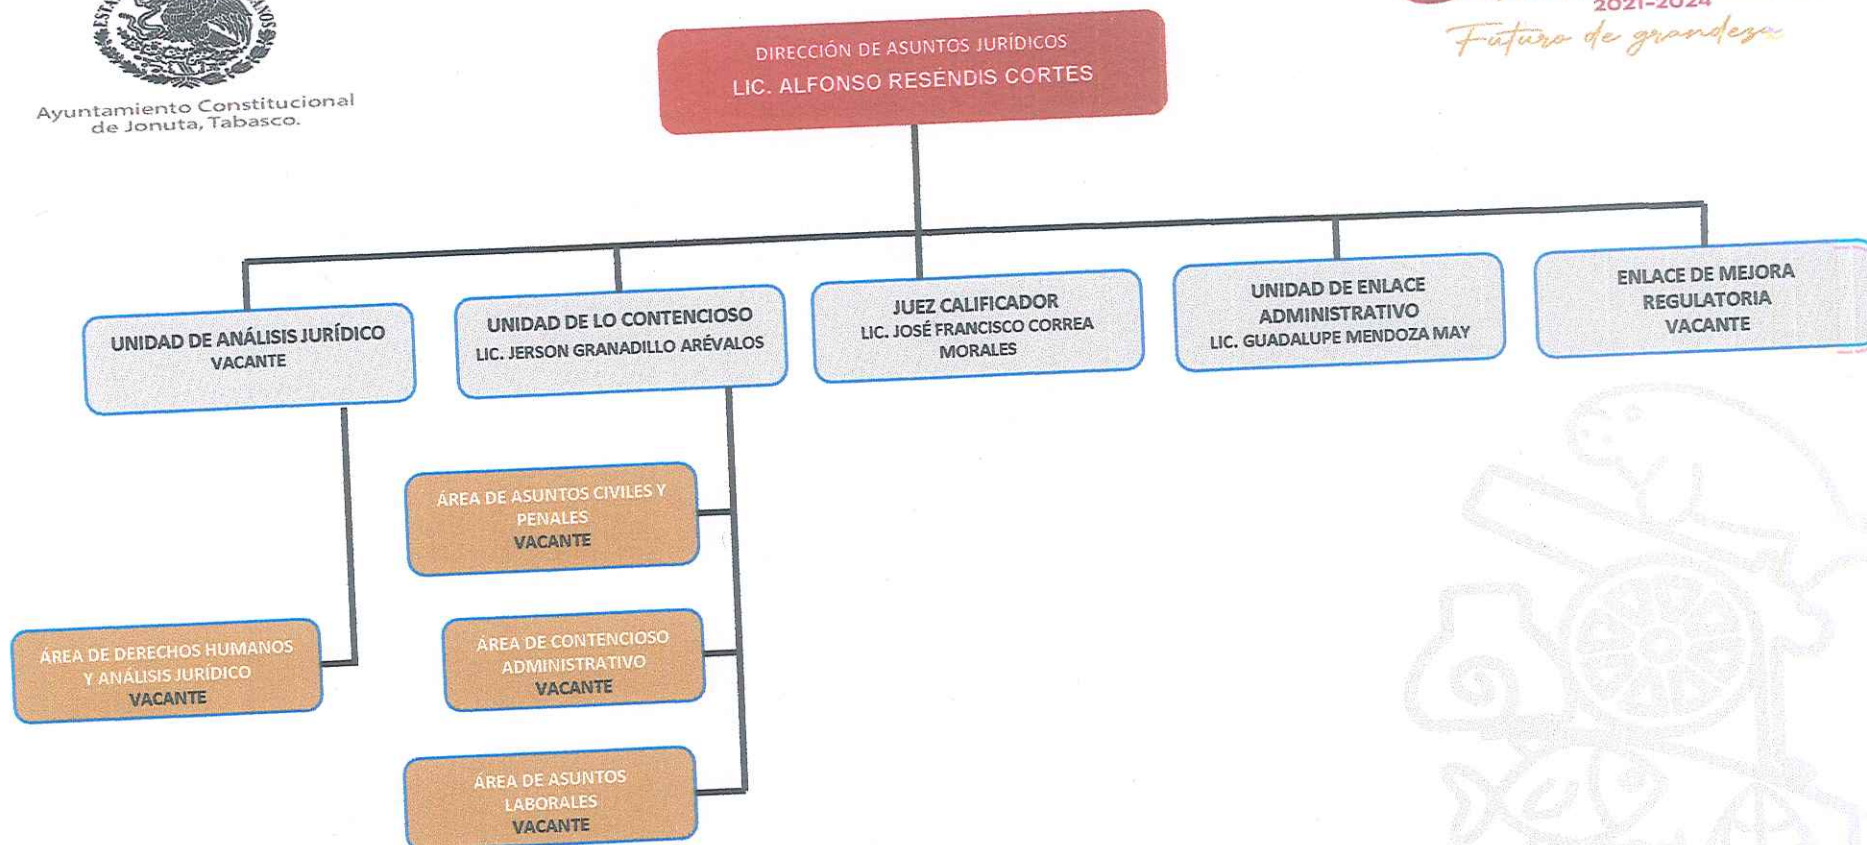 ESTA
ANOS
Ayuntamiento Constitucional
de Jonuta, Tabasco.
2021-2024
Futuro de grandeza
DIRECCIÓN DE ASUNTOS JURÍDICOS
LIC. ALFONSO RESÉNDIS CORTES
UNIDAD DE ANÁLISIS JURÍDICO
VACANTE
UNIDAD DE LO CONTENCIOSO
LIC. JERSON GRANADILLO ARÉVALOS
JUEZ CALIFICADOR
LIC. JOSÉ FRANCISCO CORREA
MORALES
UNIDAD DE ENLACE
ADMINISTRATIVO
LIC. GUADALUPE MENDOZA MAY
ENLACE DE MEJORA
REGULATORIA
VACANTE
ÁREA DE ASUNTOS CIVILES Y
PENALES
VACANTE
ÁREA DE DERECHOS HUMANOS
Y ANÁLISIS JURÍDICO
VACANTE
ÁREA DE CONTENCIOSO
ADMINISTRATIVO
VACANTE
ÁREA DE ASUNTOS
LABORALES
VACANTE